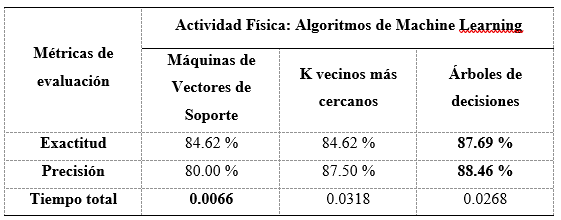 Actividad Física: Algoritmos de Machine Learning
Métricas de
evaluación
Máquinas de
Vectores de
Soporte
K vecinos más
cercanos
Árboles de
decisiones
Exactitud 84.62 % 84.62 % 87.69 %
Precisión 80.00 % 87.50 % 88.46 %
Tiempo total 0.0066 0.0318 0.0268